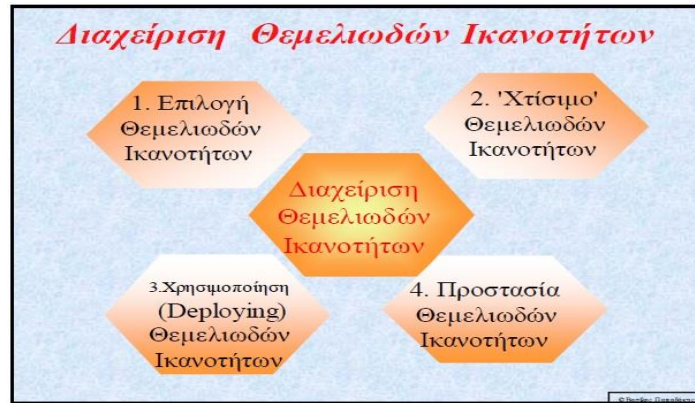 Διαχείριση Θεμελιωδών Ικανοτήτων
1. Επιλογή
Θεμελιωδών
Ικανοτήτων
2. 'Χτίσιμο'
Θεμελιωδών
Ικανοτήτων
Διαχείριση
Θεμελιωδών
Ικανοτήτων
3.Χρησιμοποίηση
(Deploying)
Θεμελιωδών
Ικανοτήτων
4. Προστασία
Θεμελιωδών
Ικανοτήτων